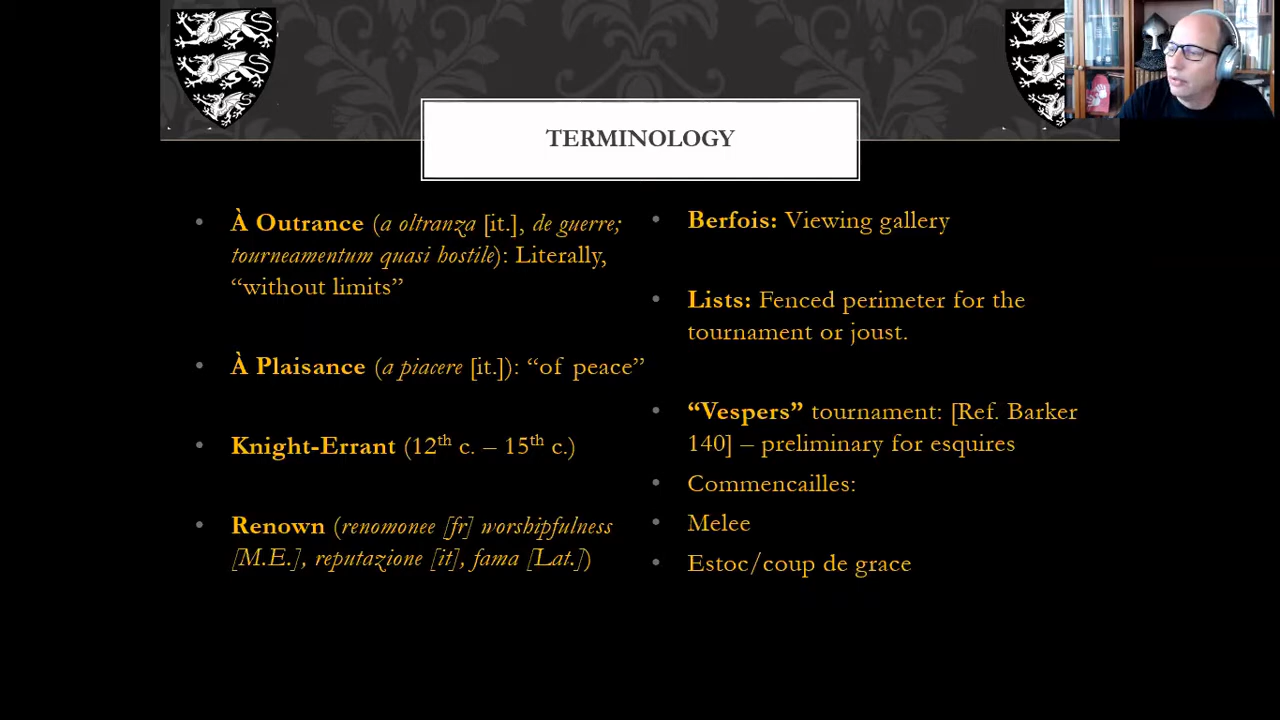 TERMINOLOGY
• À Outrance (a oltranza [it.], de guerre;
tourneamentum quasi hostile): Literally,
“without limits”
• À Plaisance (a piacere [it.]): “of peace”
• Knight-Errant (12th c. – 15th c.)
• Renown (renomonee [fr] worshipfulness
[M.E.], reputazione [it], fama [Lat.])
• Berfois: Viewing gallery
• Lists: Fenced perimeter for the
tournament or joust.
• “Vespers” tournament: [Ref. Barker
140] – preliminary for esquires
• Commencailles:
• Melee
• Estoc/coup de grace